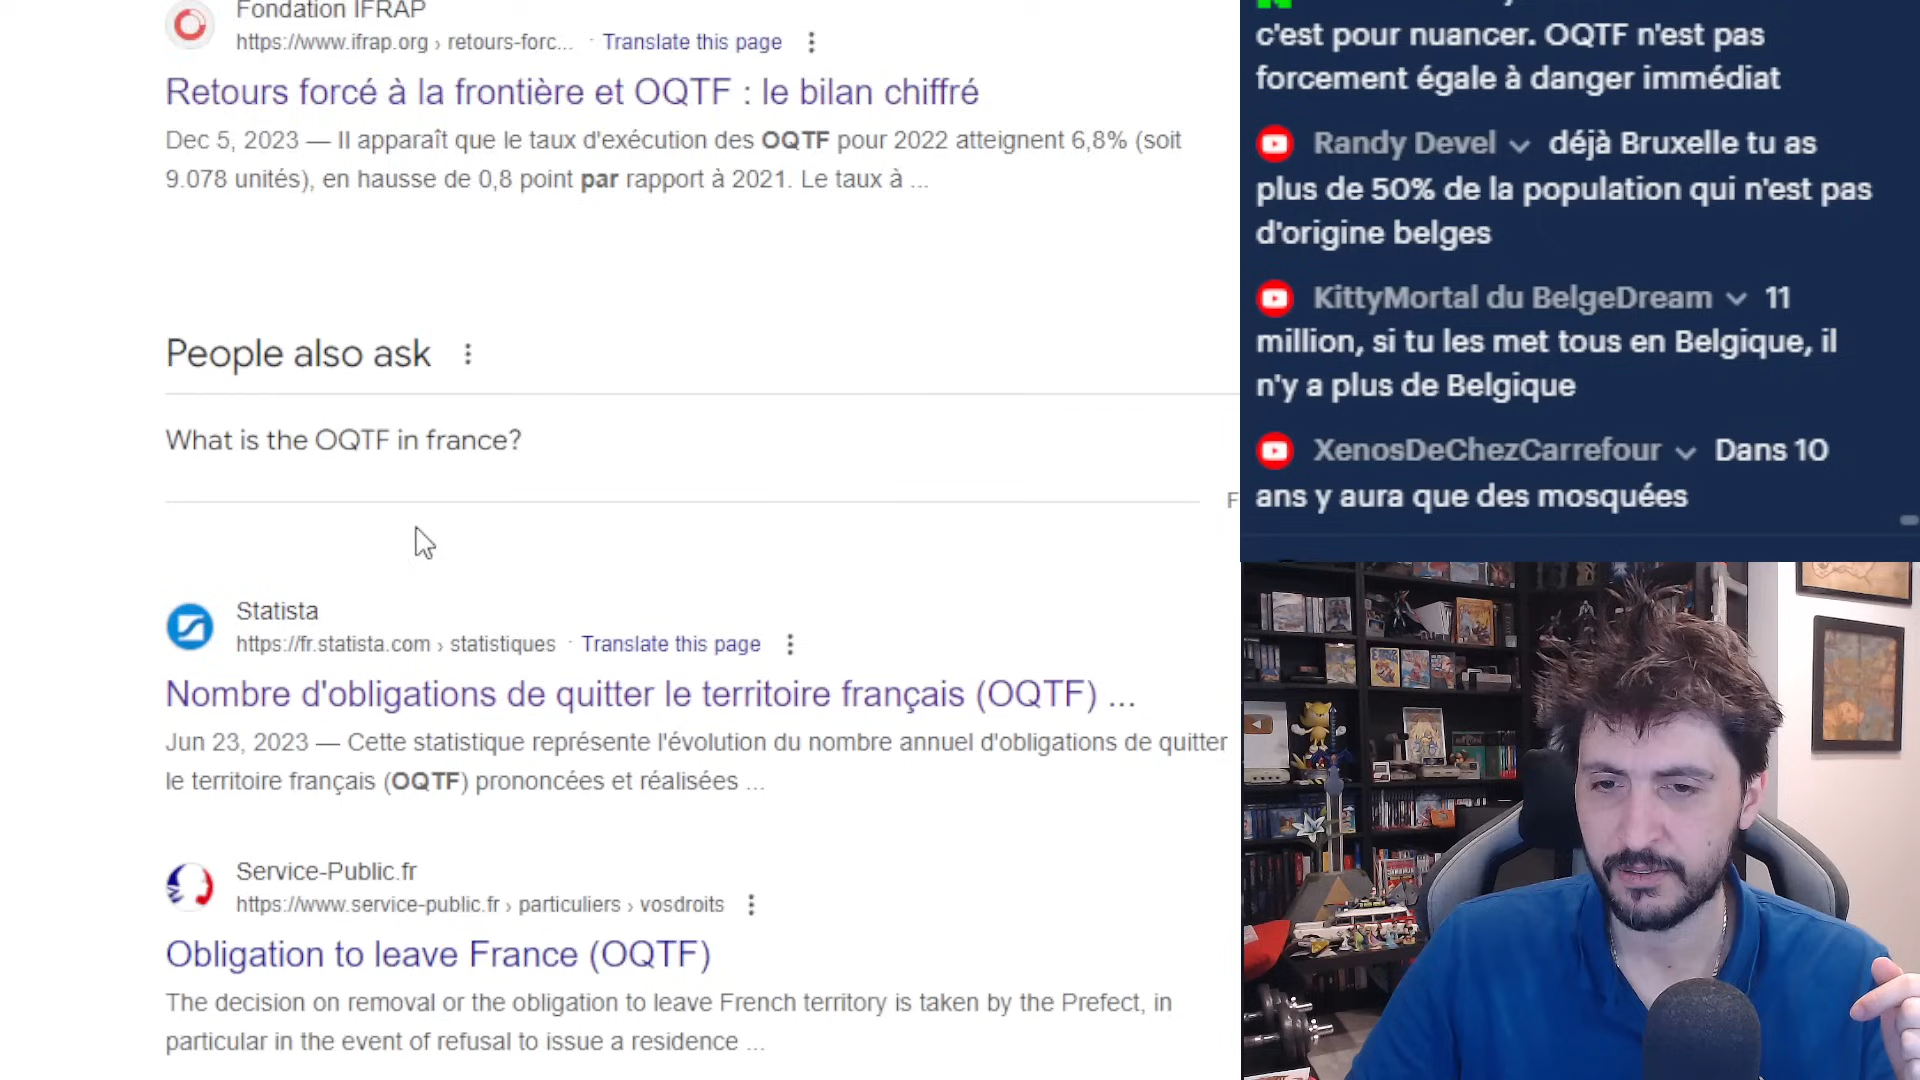 Fondation IFRAP
https://www.ifrap.org › retours-forc... · Translate this page
Retours forcé à la frontière et OQTF : le bilan chiffré
Dec 5, 2023 — Il apparaît que le taux d'exécution des OQTF pour 2022 atteignent 6,8% (soit
9.078 unités), en hausse de 0,8 point par rapport à 2021. Le taux à ...
People also ask
What is the OQTF in france?
F
Statista
https://fr.statista.com › statistiques · Translate this page
Nombre d'obligations de quitter le territoire français (OQTF) ...
Jun 23, 2023 — Cette statistique représente l'évolution du nombre annuel d'obligations de quitter
le territoire français (OQTF) prononcées et réalisées ...
Service-Public.fr
https://www.service-public.fr › particuliers › vosdroits
Obligation to leave France (OQTF)
The decision on removal or the obligation to leave French territory is taken by the Prefect, in
particular in the event of refusal to issue a residence ...
c'est pour nuancer. OQTF n'est pas
forcement égale à danger immédiat
Randy Devel déjà Bruxelle tu as
plus de 50% de la population qui n'est pas
d'origine belges
KittyMortal du BelgeDream 11
million, si tu les met tous en Belgique, il
n'y a plus de Belgique
XenosDeChezCarrefour Dans 10
ans y aura que des mosquées